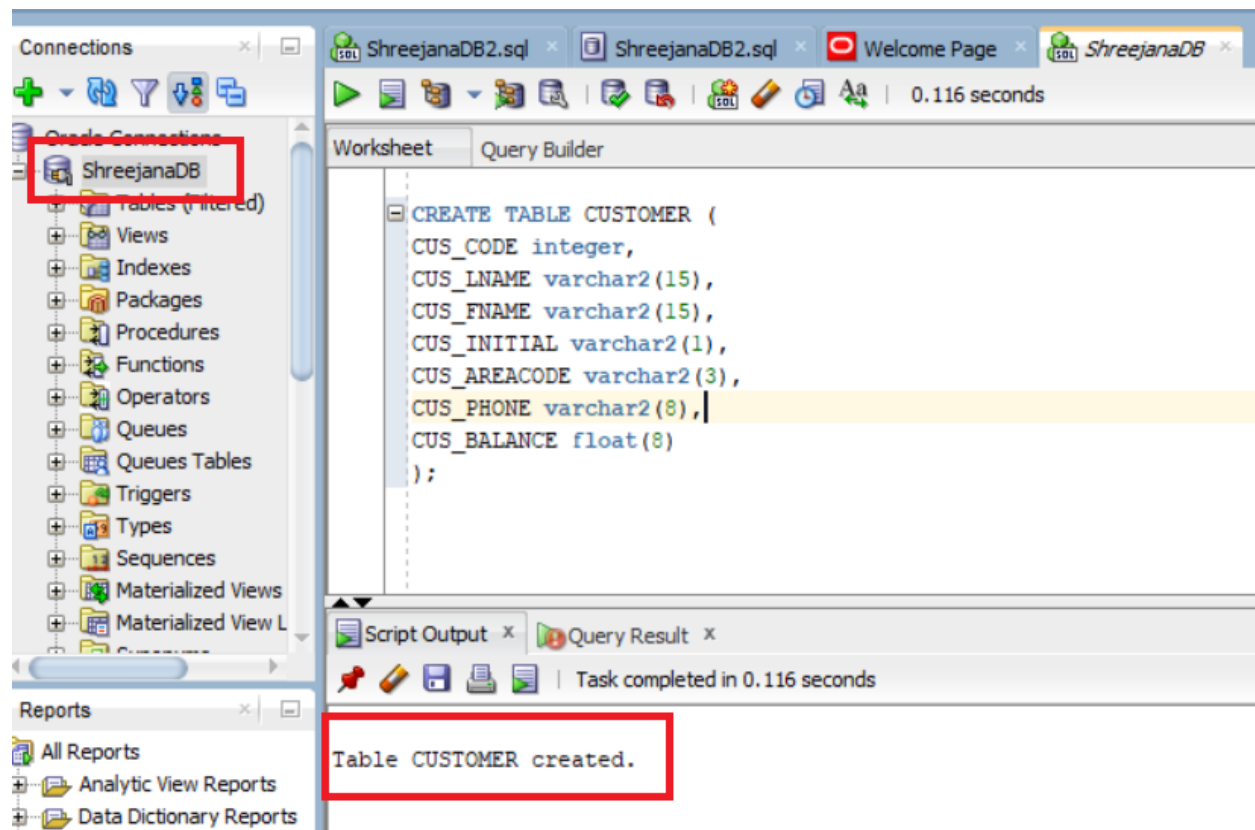 Connections
Oracle Connections
ShreejanaDB
Tables (Filtered)
Views
Indexes
Packages
Procedures
Functions
Operators
Queues
Queues Tables
Triggers
Types
Sequences
Materialized Views
Materialized View L
Synonyms
Reports
All Reports
Analytic View Reports
Data Dictionary Reports
ShreejanaDB2.sql
ShreejanaDB2.sql
Welcome Page
ShreejanaDB
0.116 seconds
Worksheet
Query Builder
CREATE TABLE CUSTOMER (
CUS_CODE integer,
CUS_LNAME varchar2(15),
CUS_FNAME varchar2(15),
CUS_INITIAL varchar2(1),
CUS_AREACODE varchar2(3),
CUS_PHONE varchar2(8),
CUS_BALANCE float(8)
);
Script Output
Query Result
Task completed in 0.116 seconds
Table CUSTOMER created.